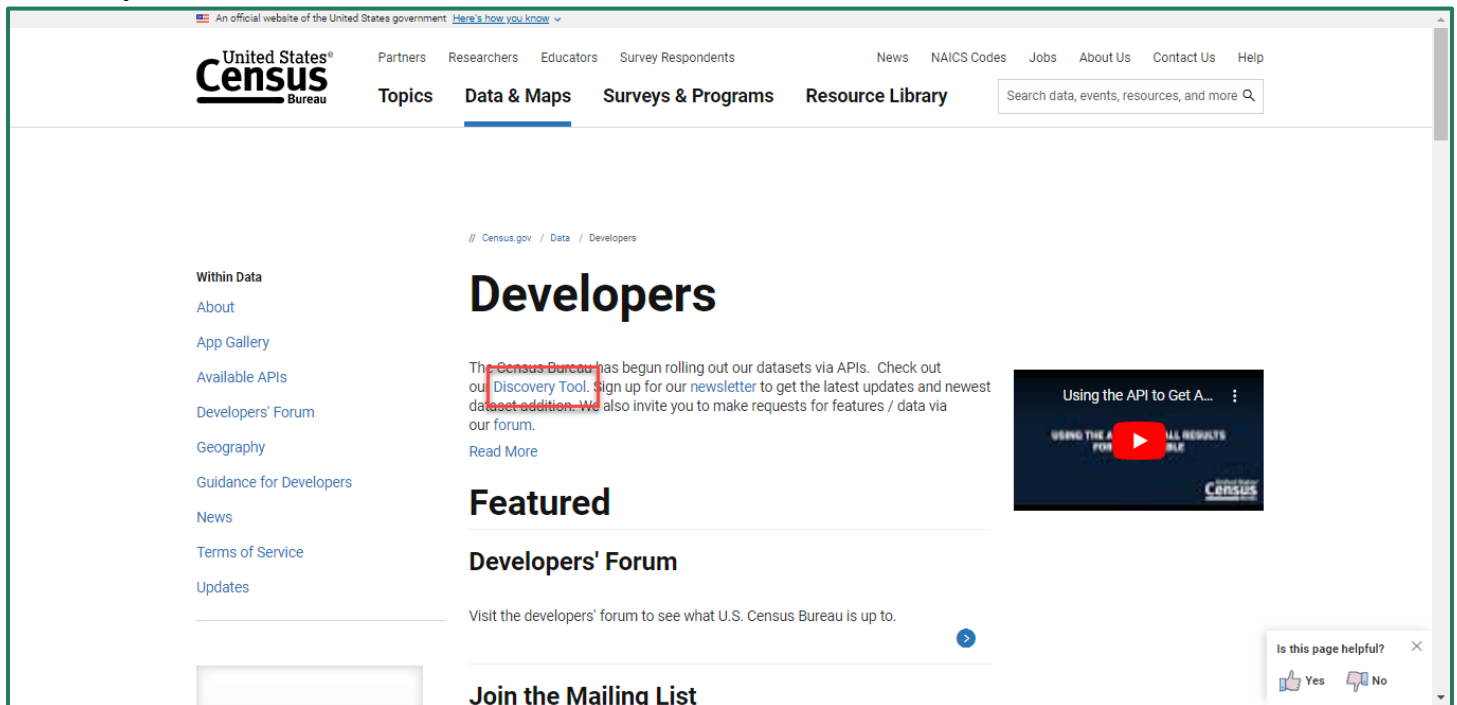 An official website of the United States government Here's how you know
United States®
Census
Bureau
Partners Researchers Educators Survey Respondents
News NAICS Codes Jobs About Us Contact Us Help
Topics Data & Maps Surveys & Programs Resource Library
Search data, events, resources, and more
// Census.gov / Data / Developers
Within Data
About
App Gallery
Available APIs
Developers' Forum
Geography
Guidance for Developers
News
Terms of Service
Updates
Developers
The Census Bureau has begun rolling out our datasets via APIs. Check out
our Discovery Tool. Sign up for our newsletter to get the latest updates and newest
dataset addition. We also invite you to make requests for features / data via
our forum.
Read More
Using the API to Get A...
USING THE A ALL RESULTS
United States
Census
Featured
Developers' Forum
Visit the developers' forum to see what U.S. Census Bureau is up to.
Join the Mailing List
Is this page helpful?
Yes No